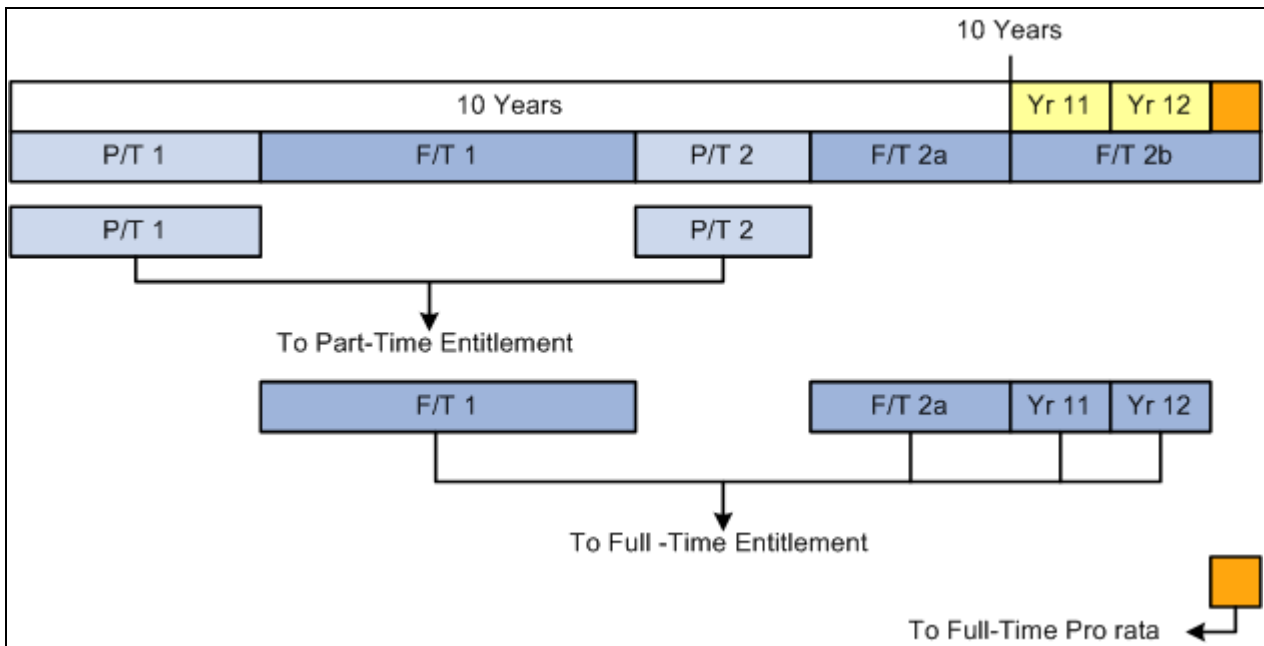 10 Years
10 Years Yr 11 Yr 12
P/T 1 F/T 1 P/T 2 F/T 2a F/T 2b
P/T 1 P/T 2
To Part-Time Entitlement
F/T 1 F/T 2a Yr 11 Yr 12
To Full -Time Entitlement
To Full-Time Pro rata